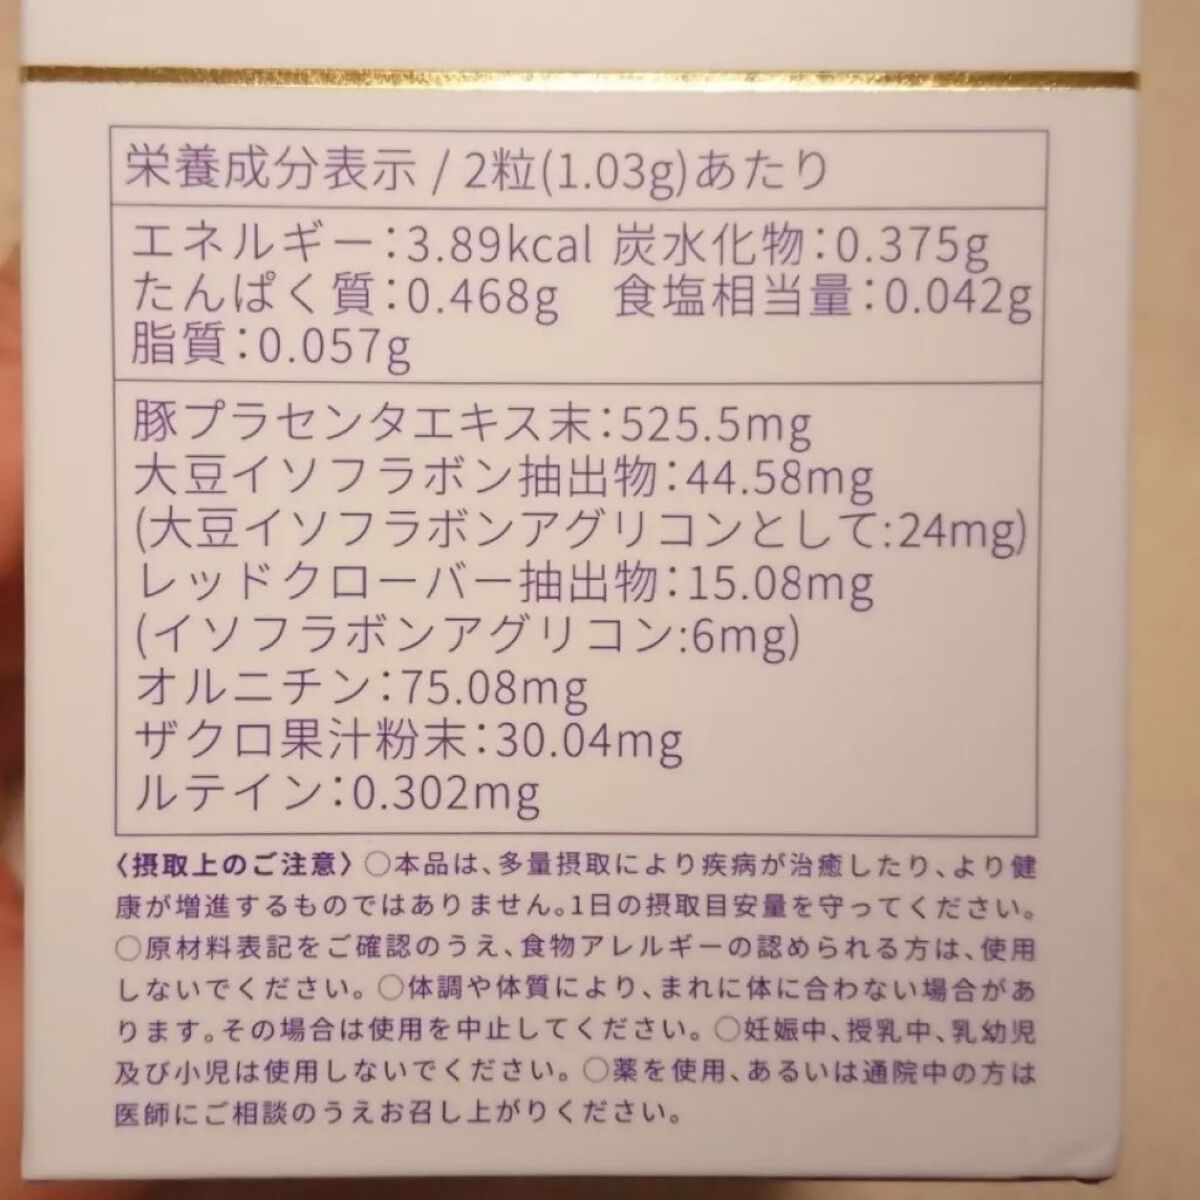 栄養成分表示 / 2粒(1.03g)あたり
エネルギー：3.89kcal 炭水化物：0.375g
たんぱく質：0.468g 食塩相当量：0.042g
脂質：0.057g
豚プラセンタエキス末：525.5mg
大豆イソフラボン抽出物：44.58mg
(大豆イソフラボンアグリコンとして:24mg)
レッドクローバー抽出物：15.08mg
(イソフラボンアグリコン:6mg)
オルニチン：75.08mg
ザクロ果汁粉末：30.04mg
ルテイン：0.302mg
〈摂取上のご注意〉○本品は、多量摂取により疾病が治癒したり、より健
康が増進するものではありません。1日の摂取目安量を守ってください。
○原材料表記をご確認のうえ、食物アレルギーの認められる方は、使用
しないでください。○体調や体質により、まれに体に合わない場合があ
ります。その場合は使用を中止してください。○妊娠中、授乳中、乳幼児
及び小児は使用しないでください。○薬を使用、あるいは通院中の方は
医師にご相談のうえお召し上がりください。